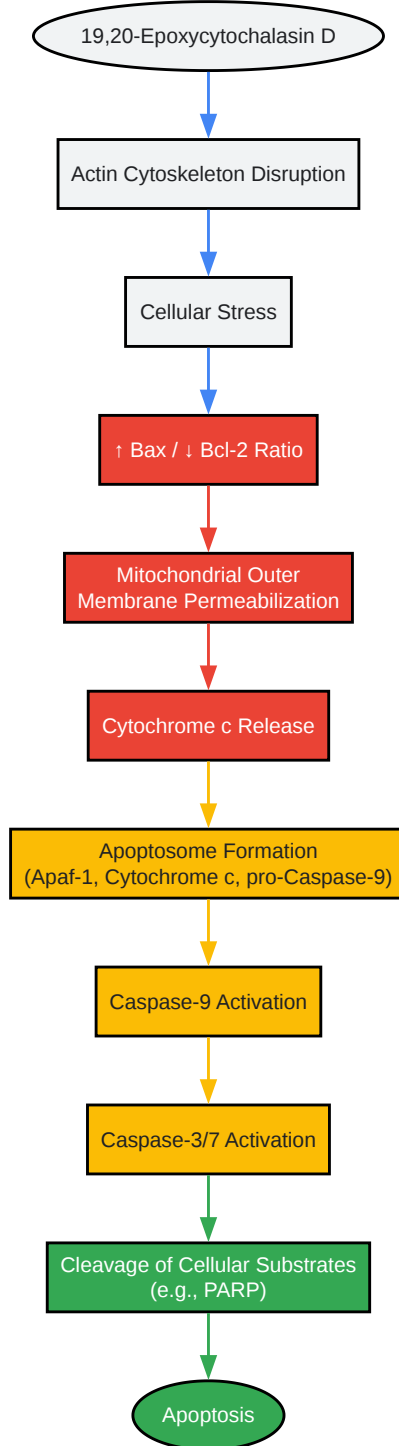 19,20-Epoxycytochalasin D
Actin Cytoskeleton Disruption
Cellular Stress
↑ Bax / ↓ Bcl-2 Ratio
Mitochondrial Outer
Membrane Permeabilization
Cytochrome c Release
Apoptosome Formation
(Apaf-1, Cytochrome c, pro-Caspase-9)
Caspase-9 Activation
Caspase-3/7 Activation
Cleavage of Cellular Substrates
(e.g., PARP)
Apoptosis